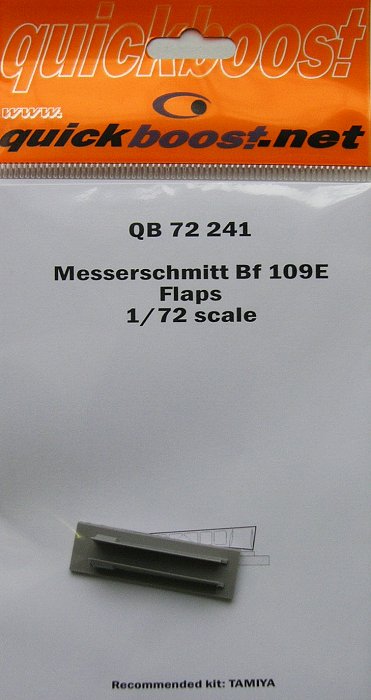 quickboost
www.
quickboost.net
QB 72 241
Messerschmitt Bf 109E
Flaps
1/72 scale
Recommended kit: TAMIYA